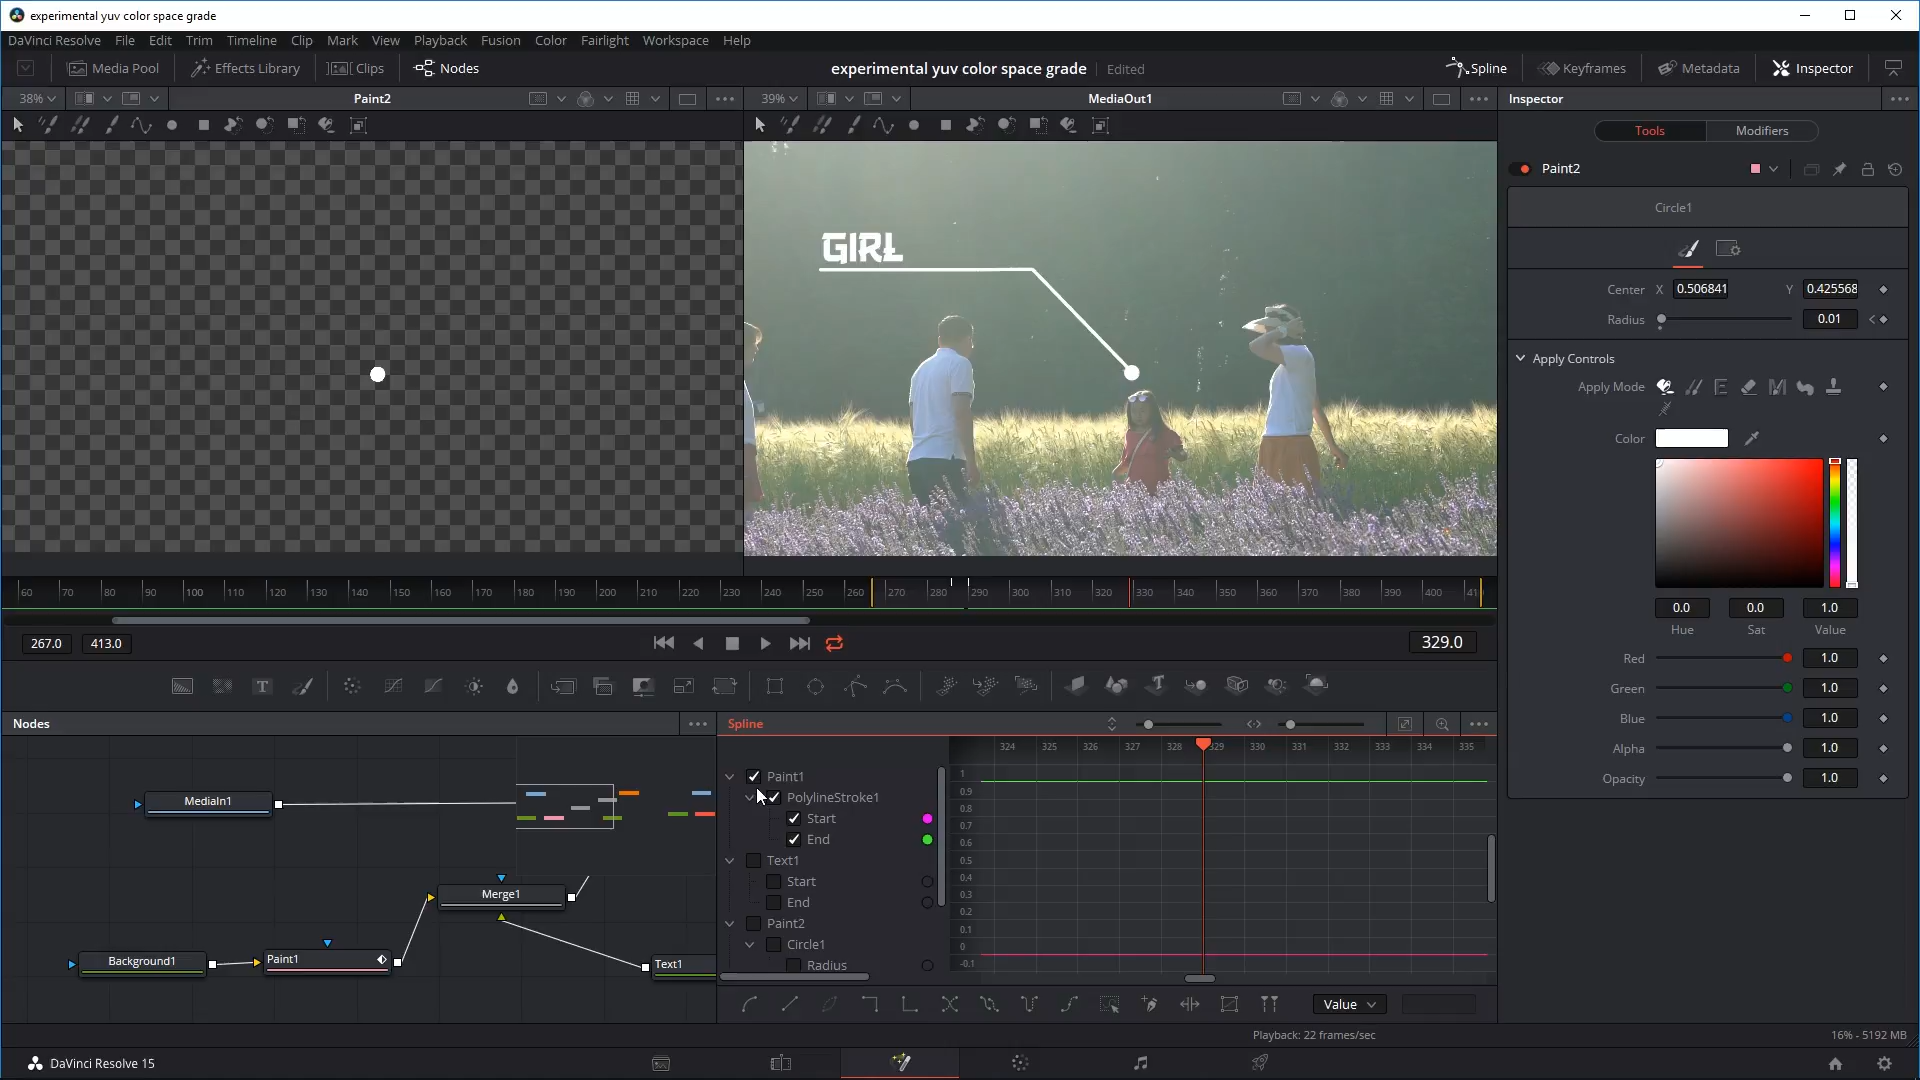 experimental yuv color space grade
DaVinci Resolve File Edit Trim Timeline Clip Mark View Playback Fusion Color Fairlight Workspace Help
Media Pool Effects Library Clips Nodes experimental yuv color space grade Edited Spline Keyframes Metadata Inspector
38% Paint2 39% MediaOut1 Inspector
Tools Modifiers
Paint2
Circle1
GIRL
Center X 0.506841 Y 0.425568
Radius 0.01
Apply Controls
Apply Mode
Color
60 70 80 90 100 110 120 130 140 150 160 170 180 190 200 210 220 230 240 250 260 270 280 290 300 310 320 330 340 350 360 370 380 390 400 41
0.0 0.0 1.0
Hue Sat Value
267.0 413.0 329.0
Red 1.0
Green 1.0
Blue 1.0
Alpha 1.0
Opacity 1.0
Nodes Spline
324 325 326 327 328 329 330 331 332 333 334 335
Paint1
PolylineStroke1
Start
End
Text1
Start
End
Paint2
Circle1
Radius
1
0.9
0.8
0.7
0.6
0.5
0.4
0.3
0.2
0.1
0
-0.1
MediaIn1
Merge1
Background1 Paint1 Text1
Value
Playback: 22 frames/sec 16% - 5192 MB
DaVinci Resolve 15